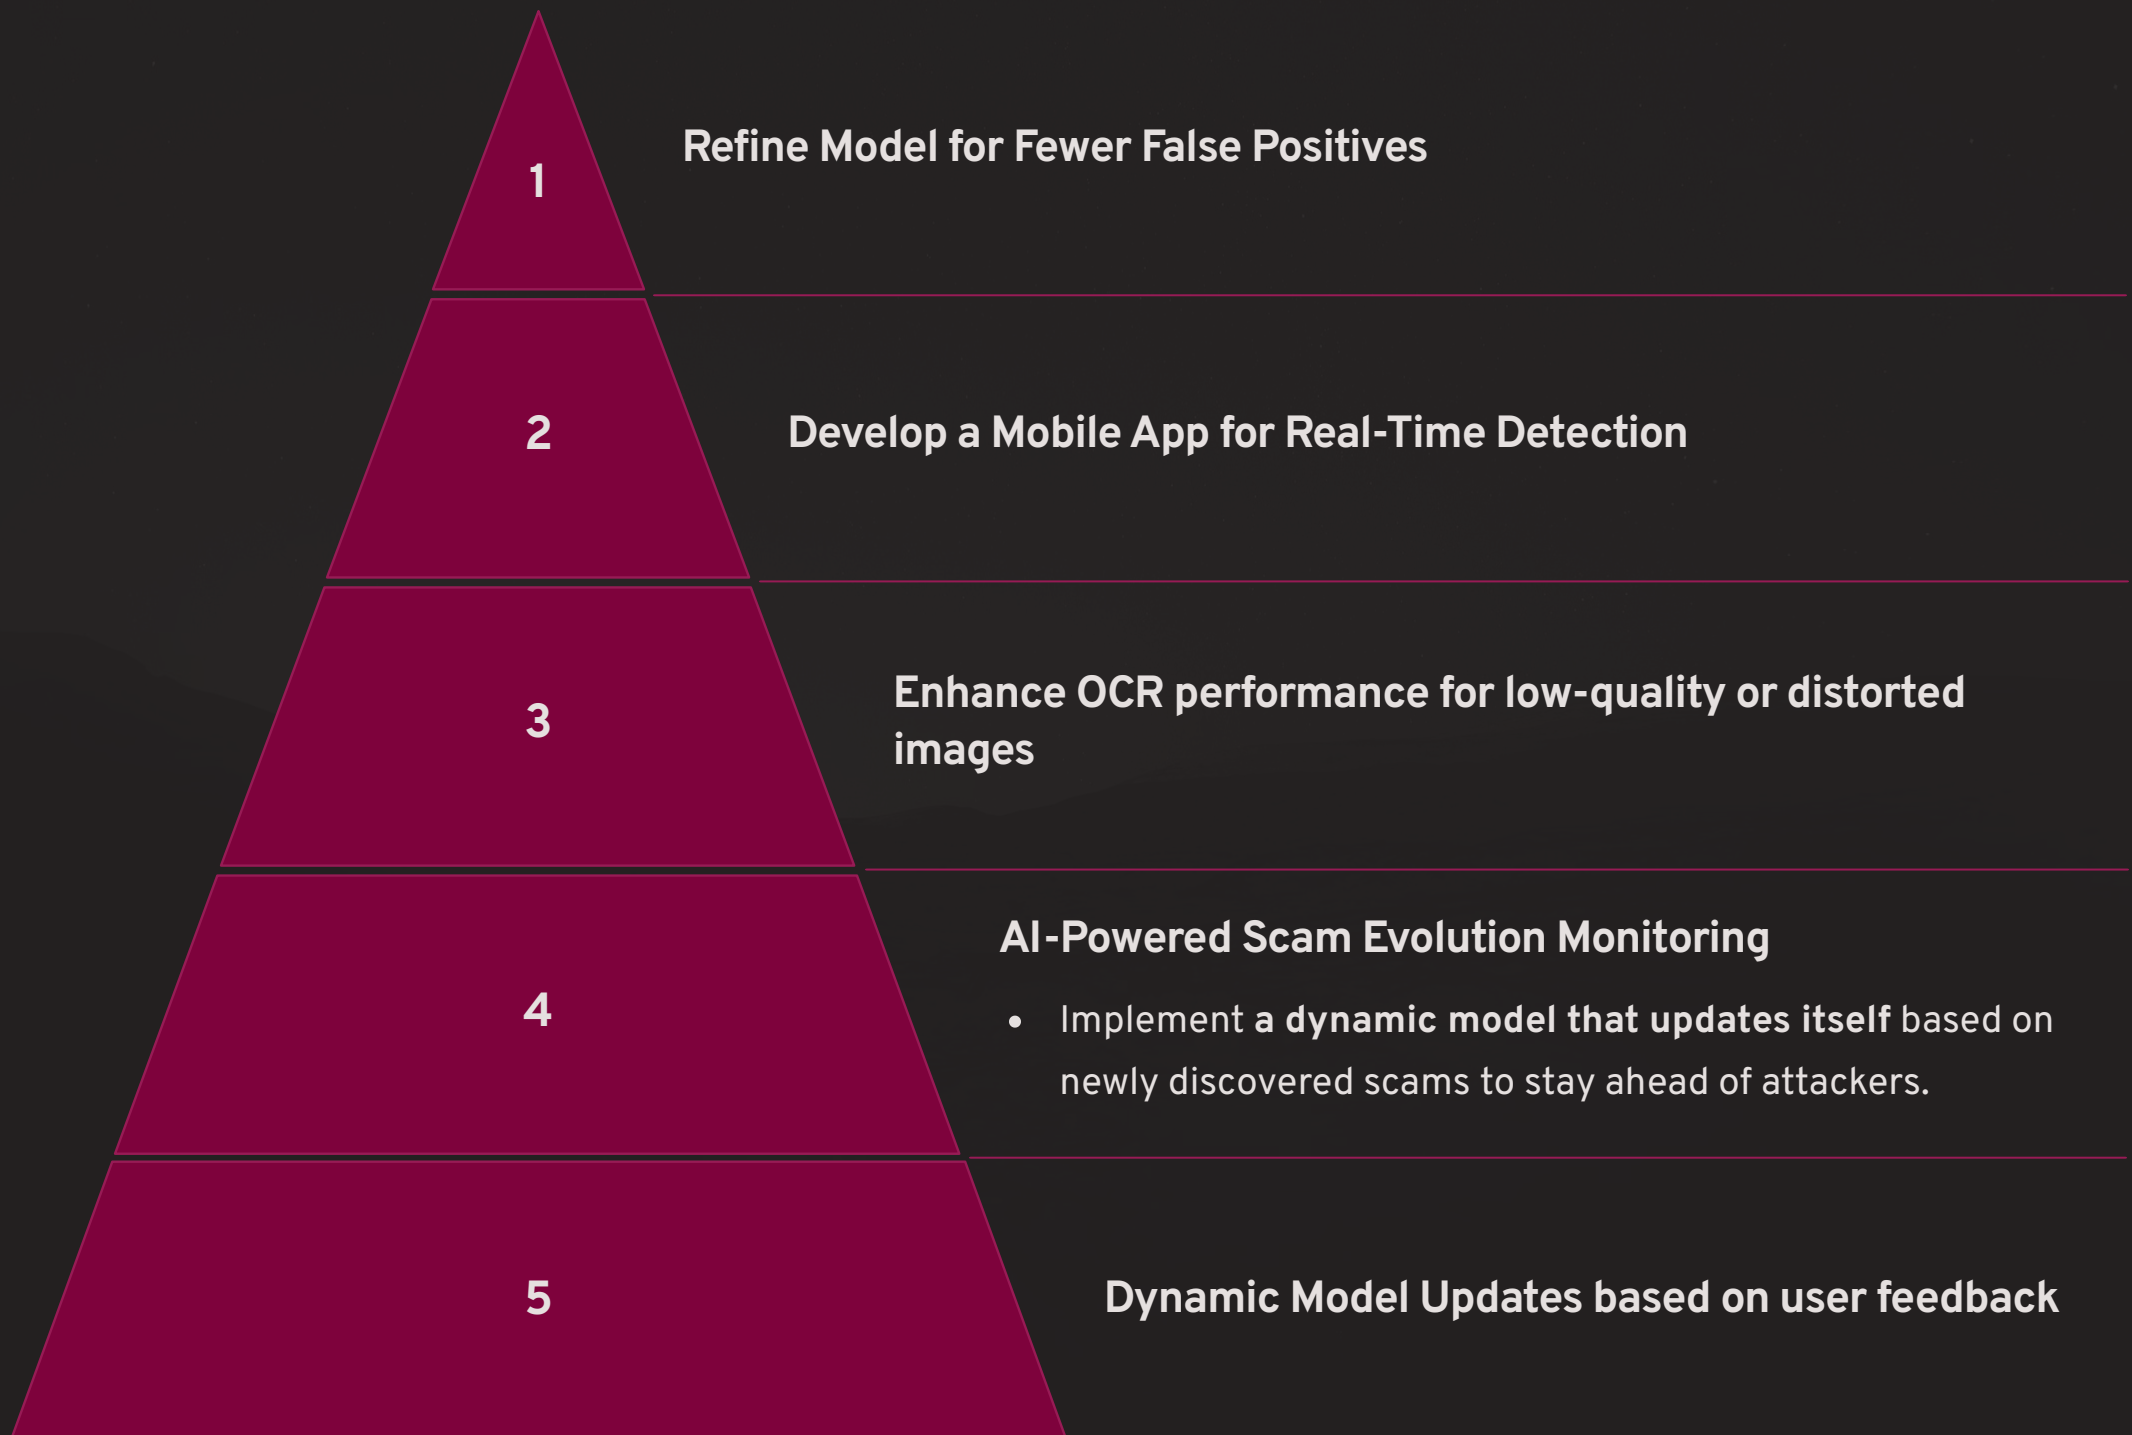 1
Refine Model for Fewer False Positives
2
Develop a Mobile App for Real-Time Detection
3
Enhance OCR performance for low-quality or distorted
images
4
AI-Powered Scam Evolution Monitoring
• Implement a dynamic model that updates itself based on
newly discovered scams to stay ahead of attackers.
5
Dynamic Model Updates based on user feedback